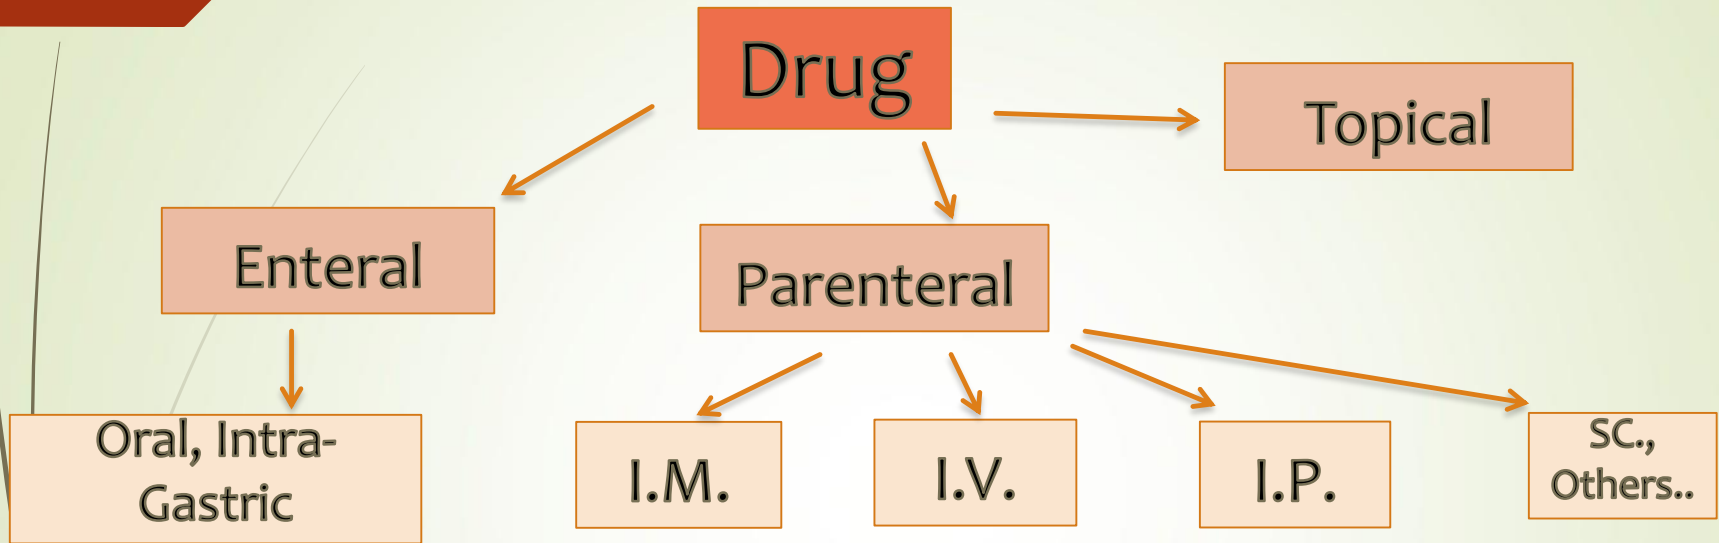 Drug
Topical
Enteral
Parenteral
Oral, Intra-
Gastric
I.M.
I.V.
I.P.
SC.,
Others..